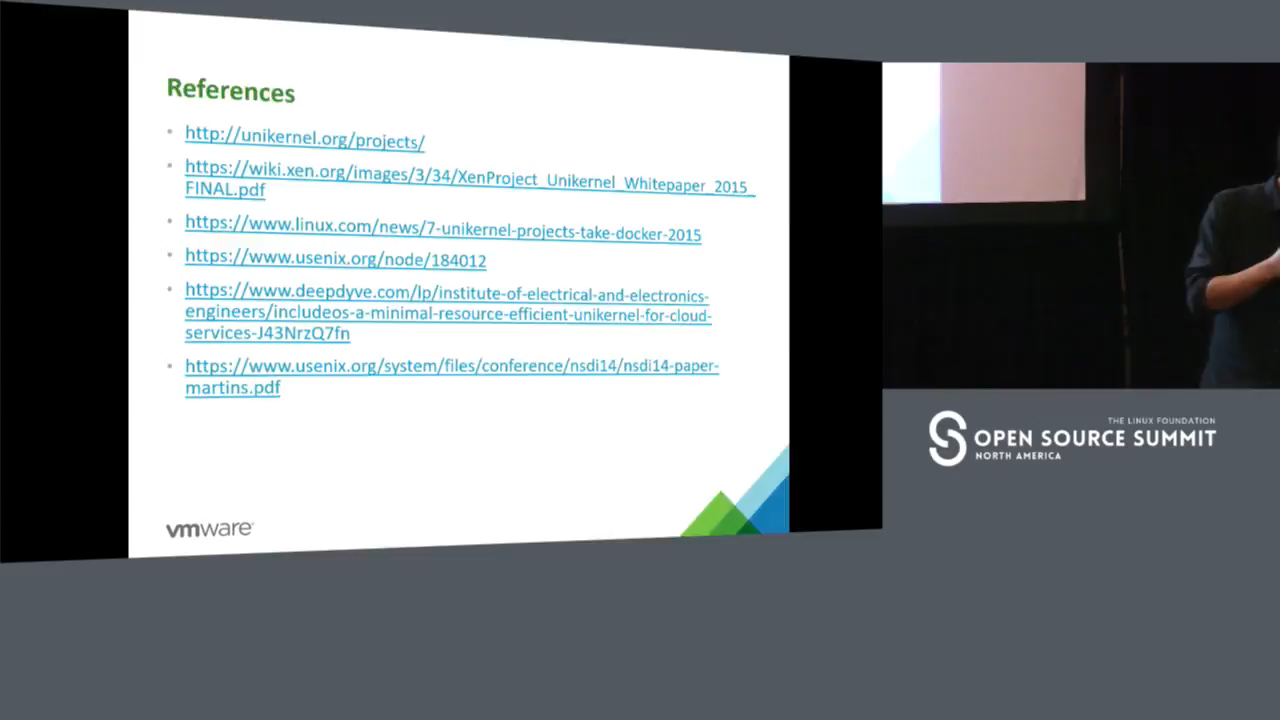 References
http://unikernel.org/projects/
https://wiki.xen.org/images/3/34/XenProject_Unikernel_Whitepaper_2015_
FINAL.pdf
https://www.linux.com/news/7-unikernel-projects-take-docker-2015
https://www.usenix.org/node/184012
https://www.deepdyve.com/lp/institute-of-electrical-and-electronics-
engineers/includeos-a-minimal-resource-efficient-unikernel-for-cloud-
services-J43NrzQ7fn
https://www.usenix.org/system/files/conference/nsdi14/nsdi14-paper-
martins.pdf
vmware
THE LINUX FOUNDATION
OPEN SOURCE SUMMIT
NORTH AMERICA